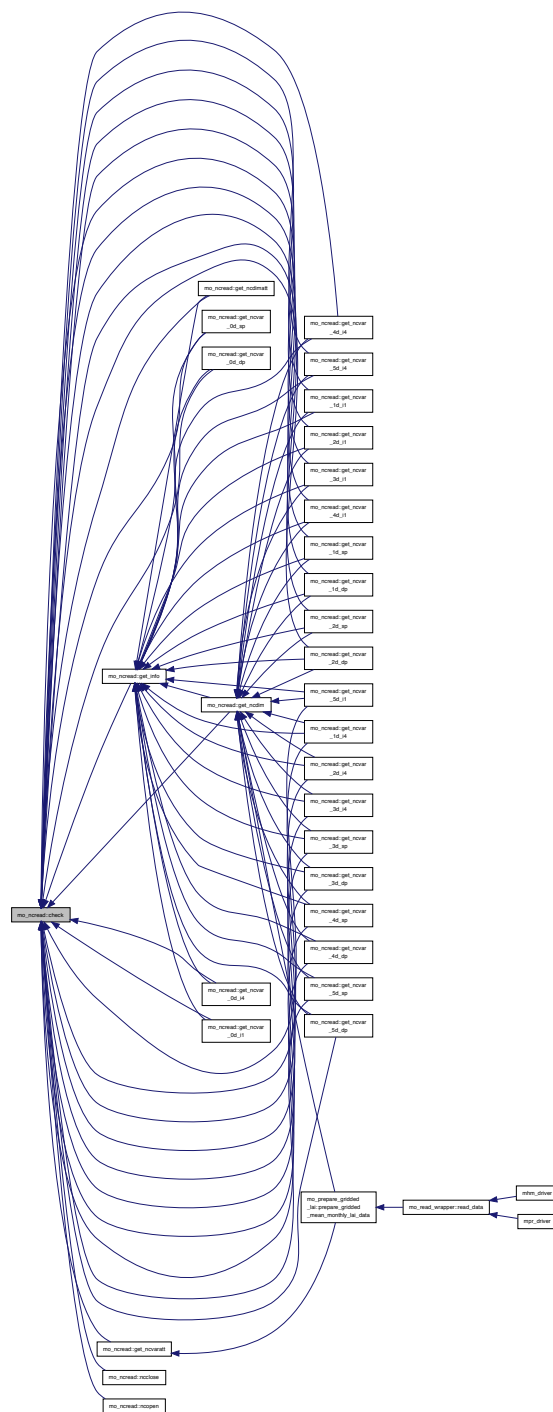 mo_ncread::get_ncdimatt
mo_ncread::get_ncvar
_0d_sp
mo_ncread::get_ncvar
_0d_dp
mo_ncread::get_ncvar
_4d_i4
mo_ncread::get_ncvar
_5d_i4
mo_ncread::get_ncvar
_1d_i1
mo_ncread::get_ncvar
_2d_i1
mo_ncread::get_ncvar
_3d_i1
mo_ncread::get_ncvar
_4d_i1
mo_ncread::get_ncvar
_1d_sp
mo_ncread::get_ncvar
_1d_dp
mo_ncread::get_ncvar
_2d_sp
mo_ncread::get_ncvar
_2d_dp
mo_ncread::get_info
mo_ncread::get_ncdim
mo_ncread::get_ncvar
_5d_i1
mo_ncread::get_ncvar
_1d_i4
mo_ncread::get_ncvar
_2d_i4
mo_ncread::get_ncvar
_3d_i4
mo_ncread::get_ncvar
_3d_sp
mo_ncread::get_ncvar
_3d_dp
mo_ncread::get_ncvar
_4d_sp
mo_ncread::check
mo_ncread::get_ncvar
_4d_dp
mo_ncread::get_ncvar
_5d_sp
mo_ncread::get_ncvar
_5d_dp
mo_ncread::get_ncvar
_0d_i4
mo_ncread::get_ncvar
_0d_i1
mo_prepare_gridded
_lai::prepare_gridded
_mean_monthly_lai_data
mo_read_wrapper::read_data
mhm_driver
mpr_driver
mo_ncread::get_ncvaratt
mo_ncread::ncclose
mo_ncread::ncopen